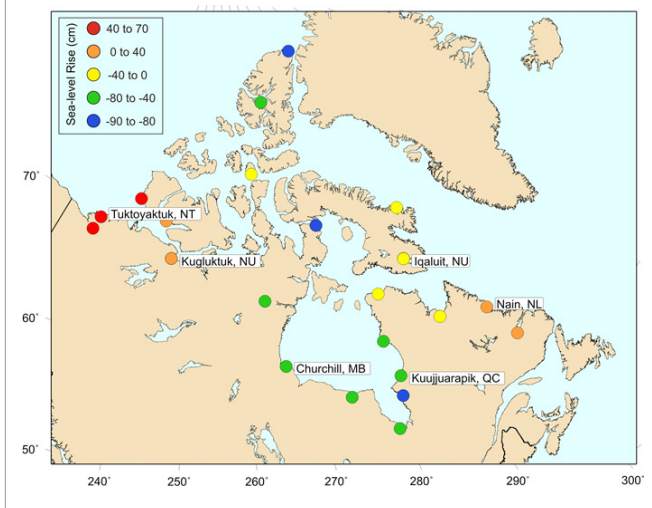 Sea-level Rise (cm)
40 to 70
0 to 40
-40 to 0
-80 to -40
-90 to -80
70°
Tuktoyaktuk, NT
Kugluktuk, NU
Iqaluit, NU
Nain, NL
60°
Churchill, MB
Kuujjuarapik, QC
50°
240° 250° 260° 270° 280° 290° 300°